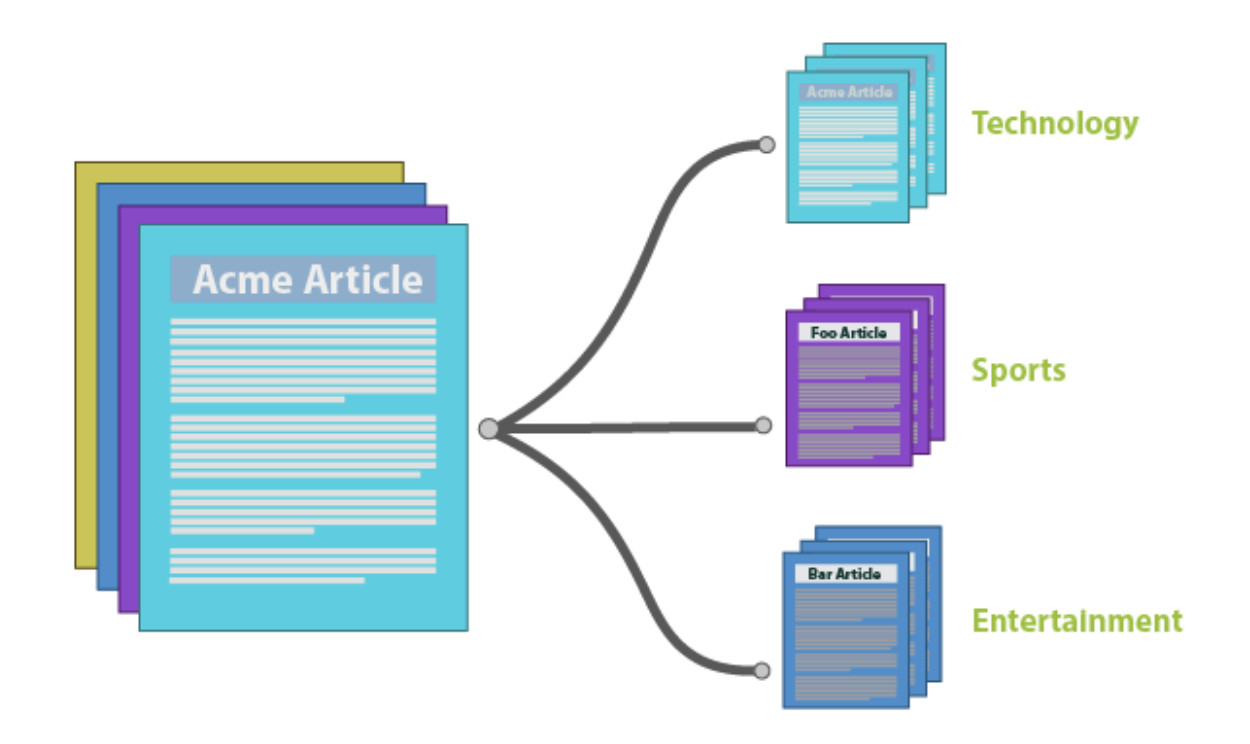 Acme Article
Acme Article
Technology
Foo Article
Sports
Bar Article
Entertainment